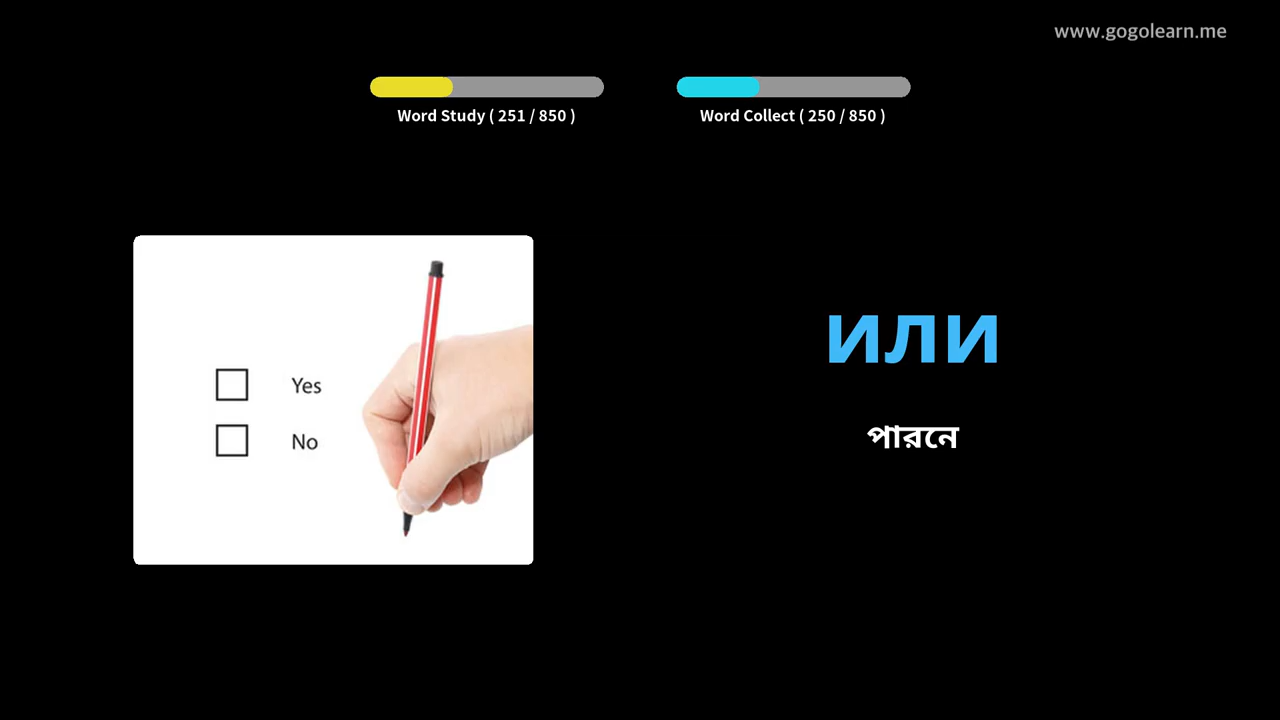 www.gogolearn.me
Word Study ( 251 / 850 )
Word Collect ( 250 / 850 )
Yes
No
или
পারনে